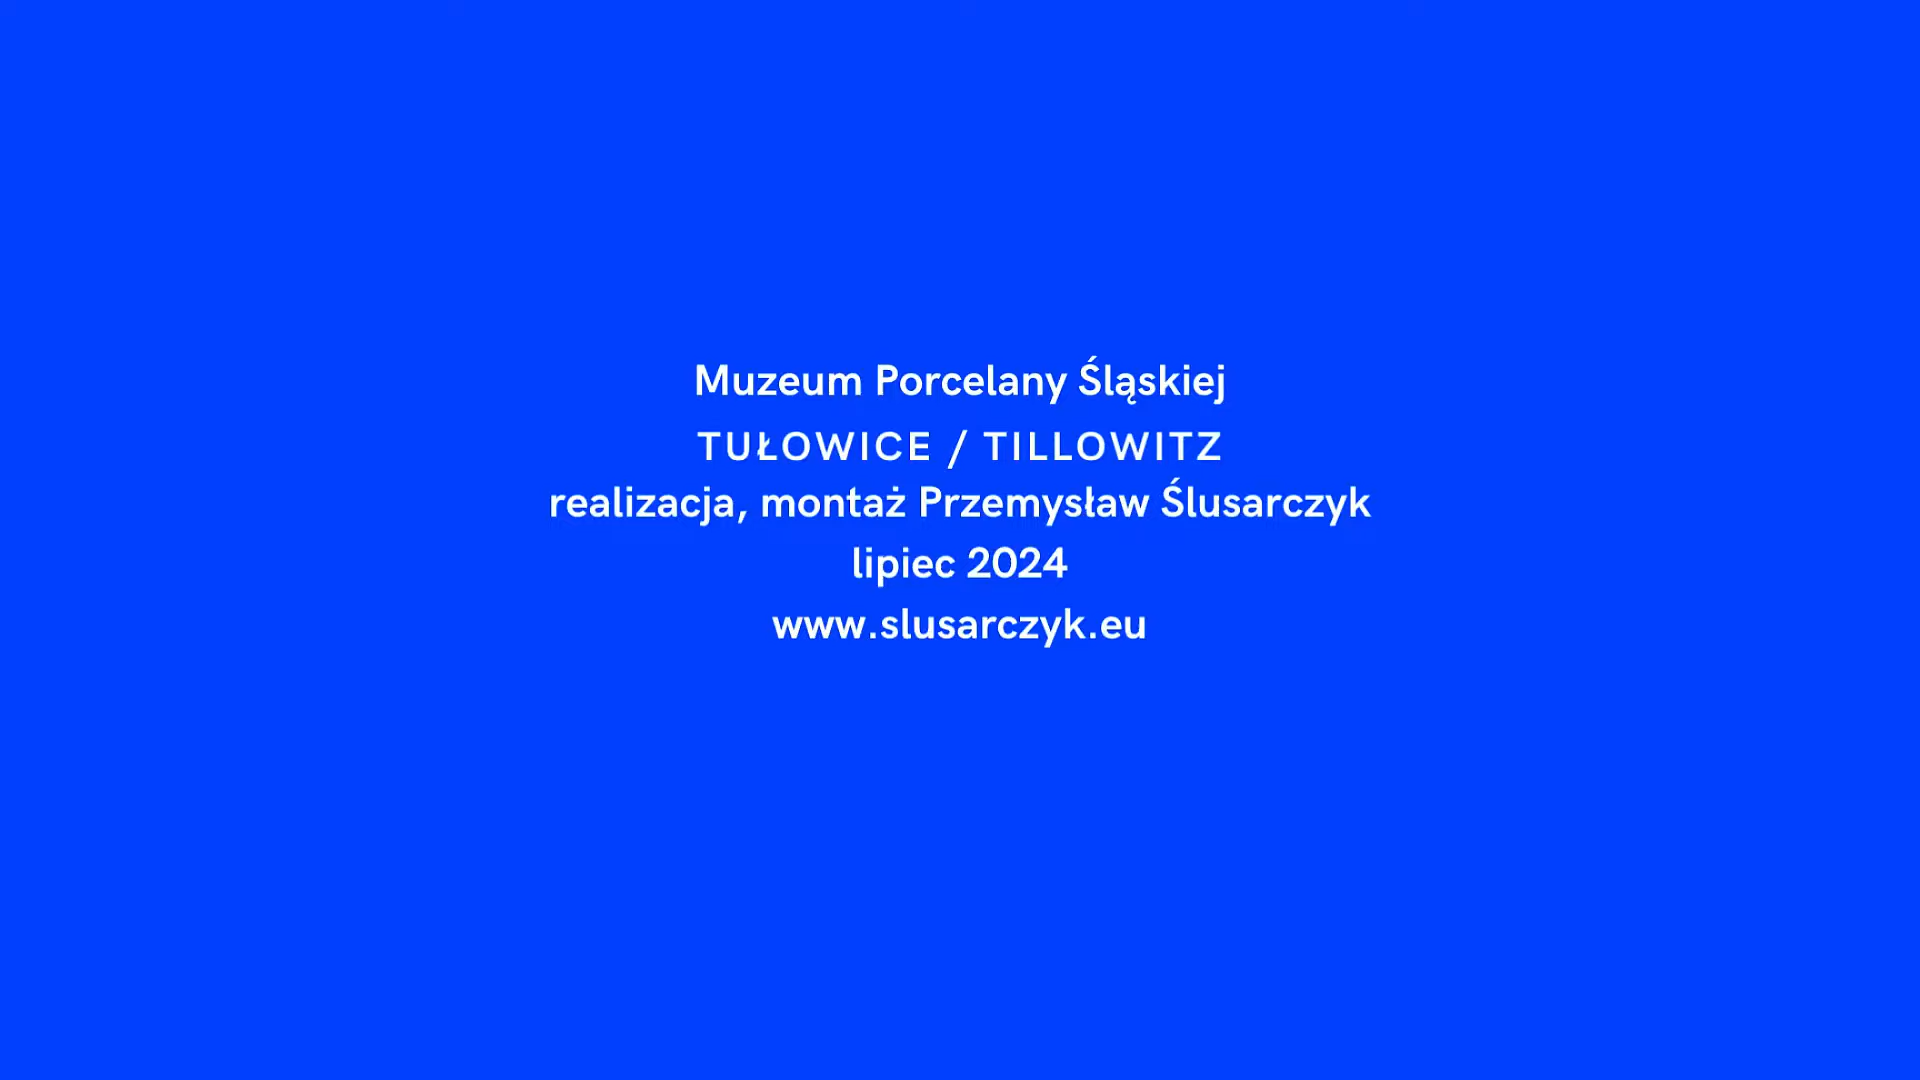 Muzeum Porcelany Śląskiej
TUŁOWICE / TILLOWITZ
realizacja, montaż Przemysław Ślusarczyk
lipiec 2024
www.slusarczyk.eu